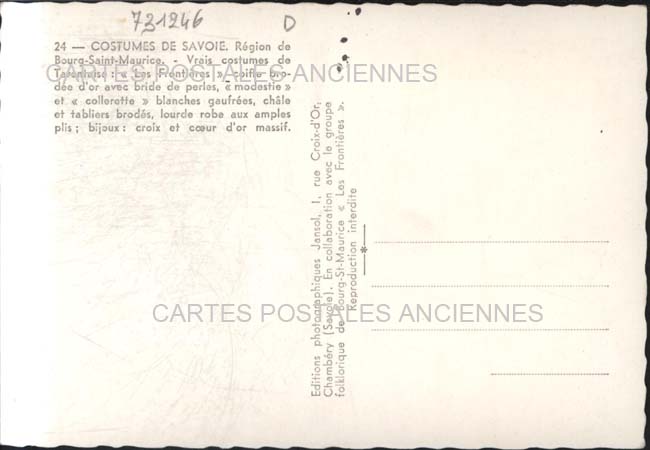 731246 D
24 — COSTUMES DE SAVOIE. Région de
Bourg-Saint-Maurice. - Vrais costumes de
Tarentaise : « Les Frontières », coiffe bro-
dée d'or avec bride de perles, « modestie »
et « collerette » blanches gaufrées, châle
et tabliers brodés, lourde robe aux amples
plis ; bijoux : croix et cœur d'or massif.
CARTES POSTALES ANCIENNES
Editions photographiques Jansol, 1, rue Croix-d'Or,
Chambéry (Savoie). En collaboration avec le groupe
folklorique de Bourg-St-Maurice « Les Frontières ».
Reproduction interdite
CARTES POSTALES ANCIENNES